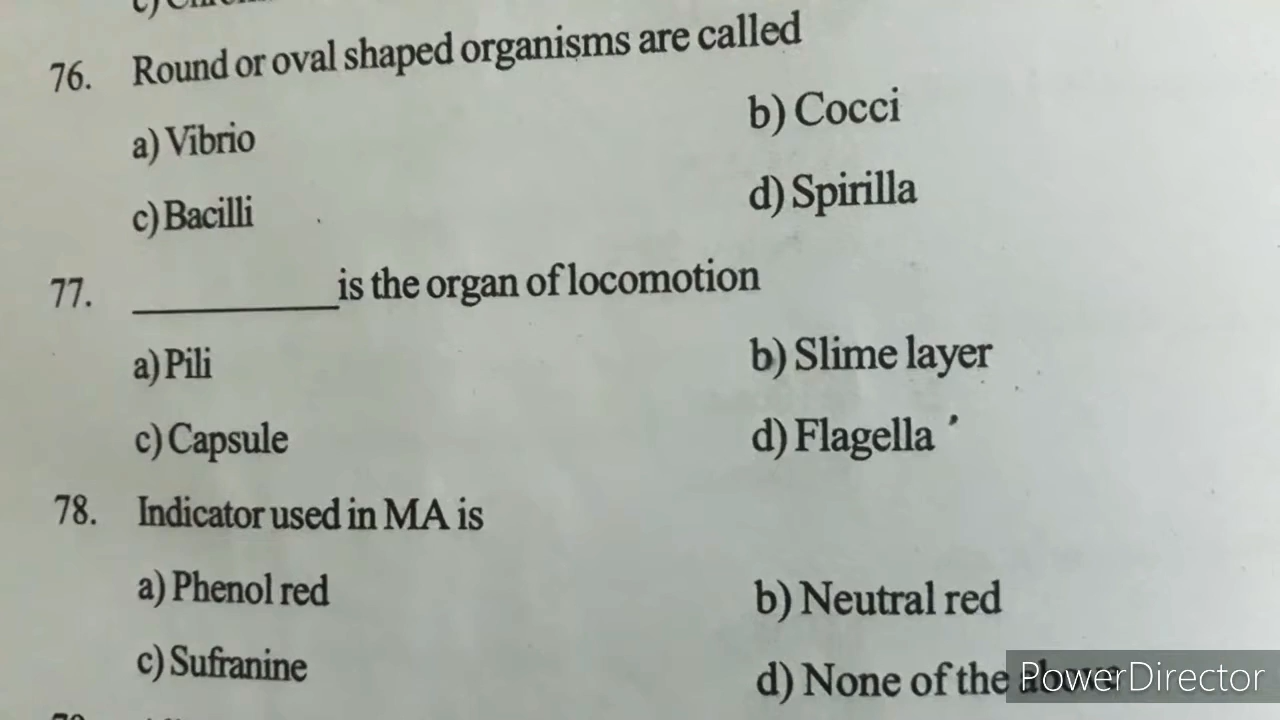 76. Round or oval shaped organisms are called
a) Vibrio b) Cocci
c) Bacilli d) Spirilla
77. __________ is the organ of locomotion
a) Pili b) Slime layer
c) Capsule d) Flagella
78. Indicator used in MA is
a) Phenol red b) Neutral red
c) Sufranine d) None of the above
PowerDirector